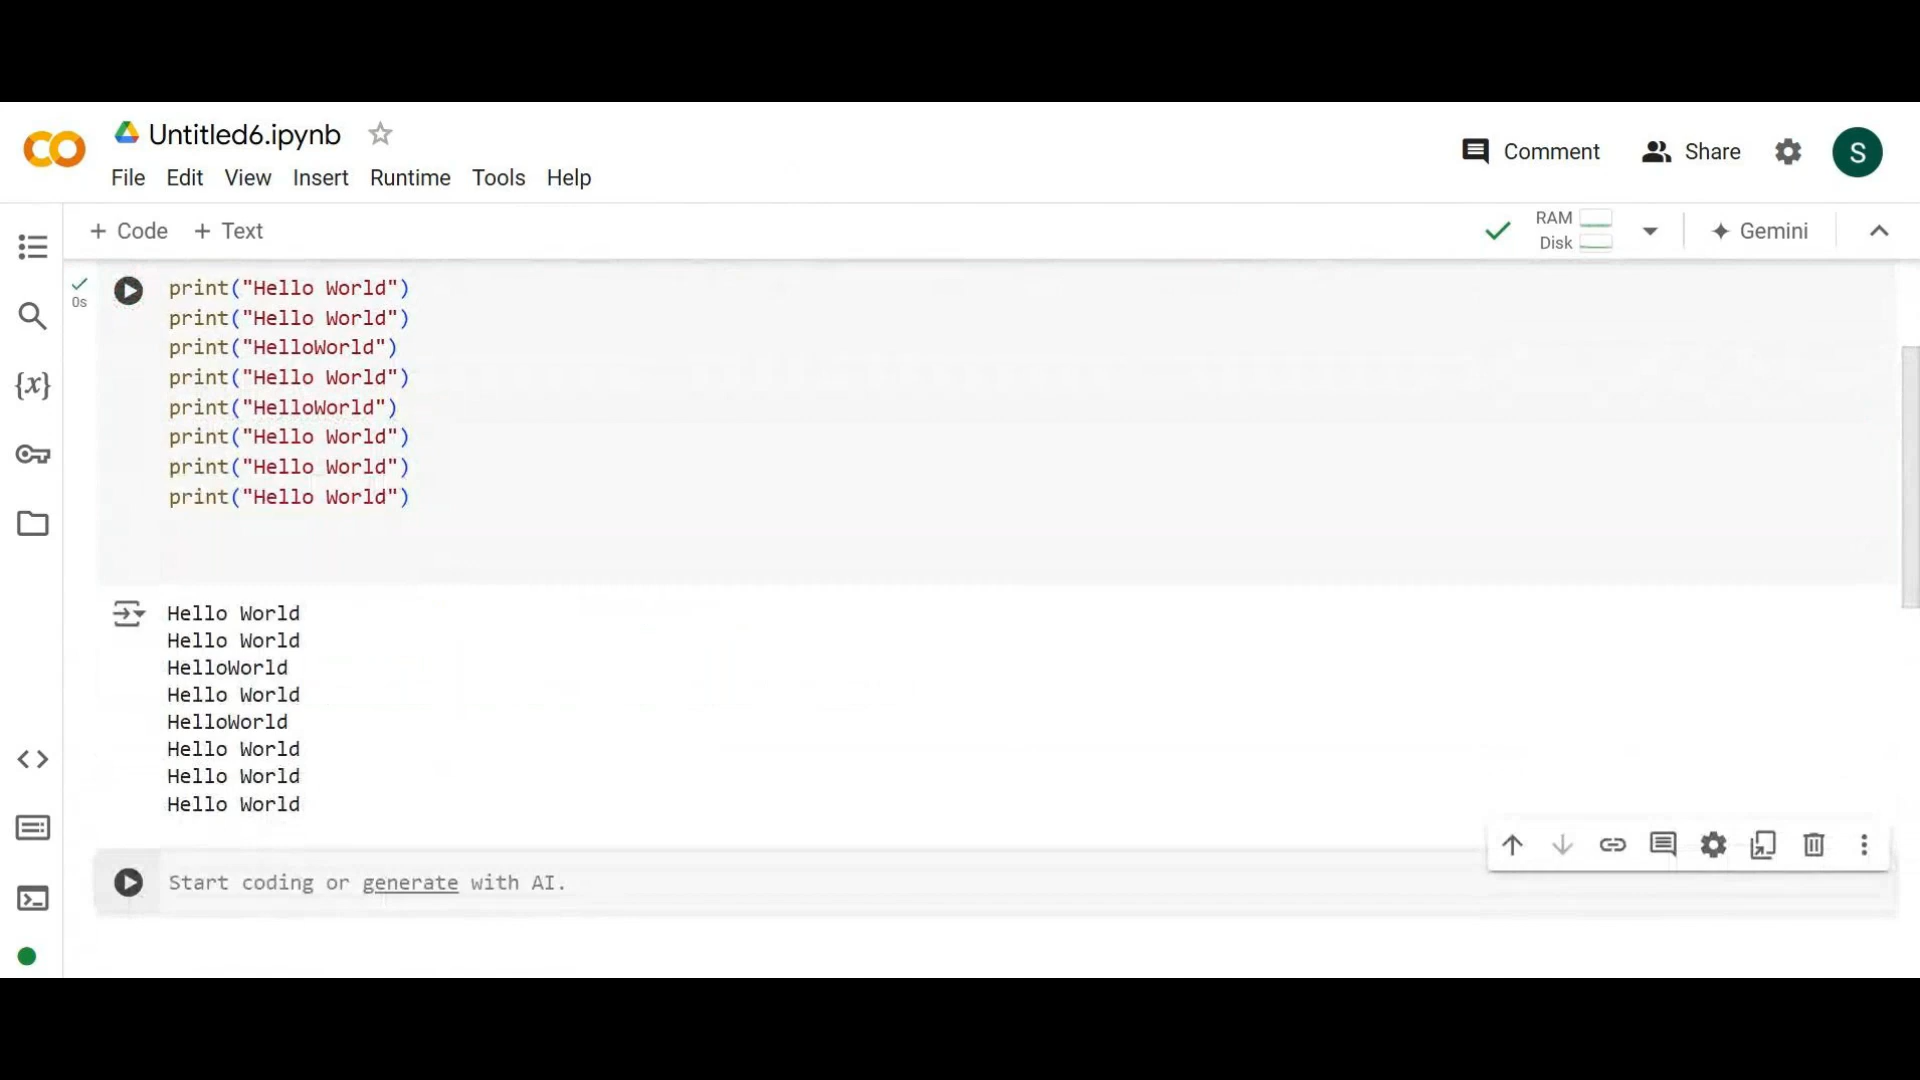 Untitled6.ipynb
File Edit View Insert Runtime Tools Help
Comment Share S
+ Code + Text
RAM
Disk
Gemini
0s
print("Hello World")
print("Hello World")
print("HelloWorld")
print("Hello World")
print("HelloWorld")
print("Hello World")
print("Hello World")
print("Hello World")
{x}
Hello World
Hello World
HelloWorld
Hello World
HelloWorld
Hello World
Hello World
Hello World
Start coding or generate with AI.